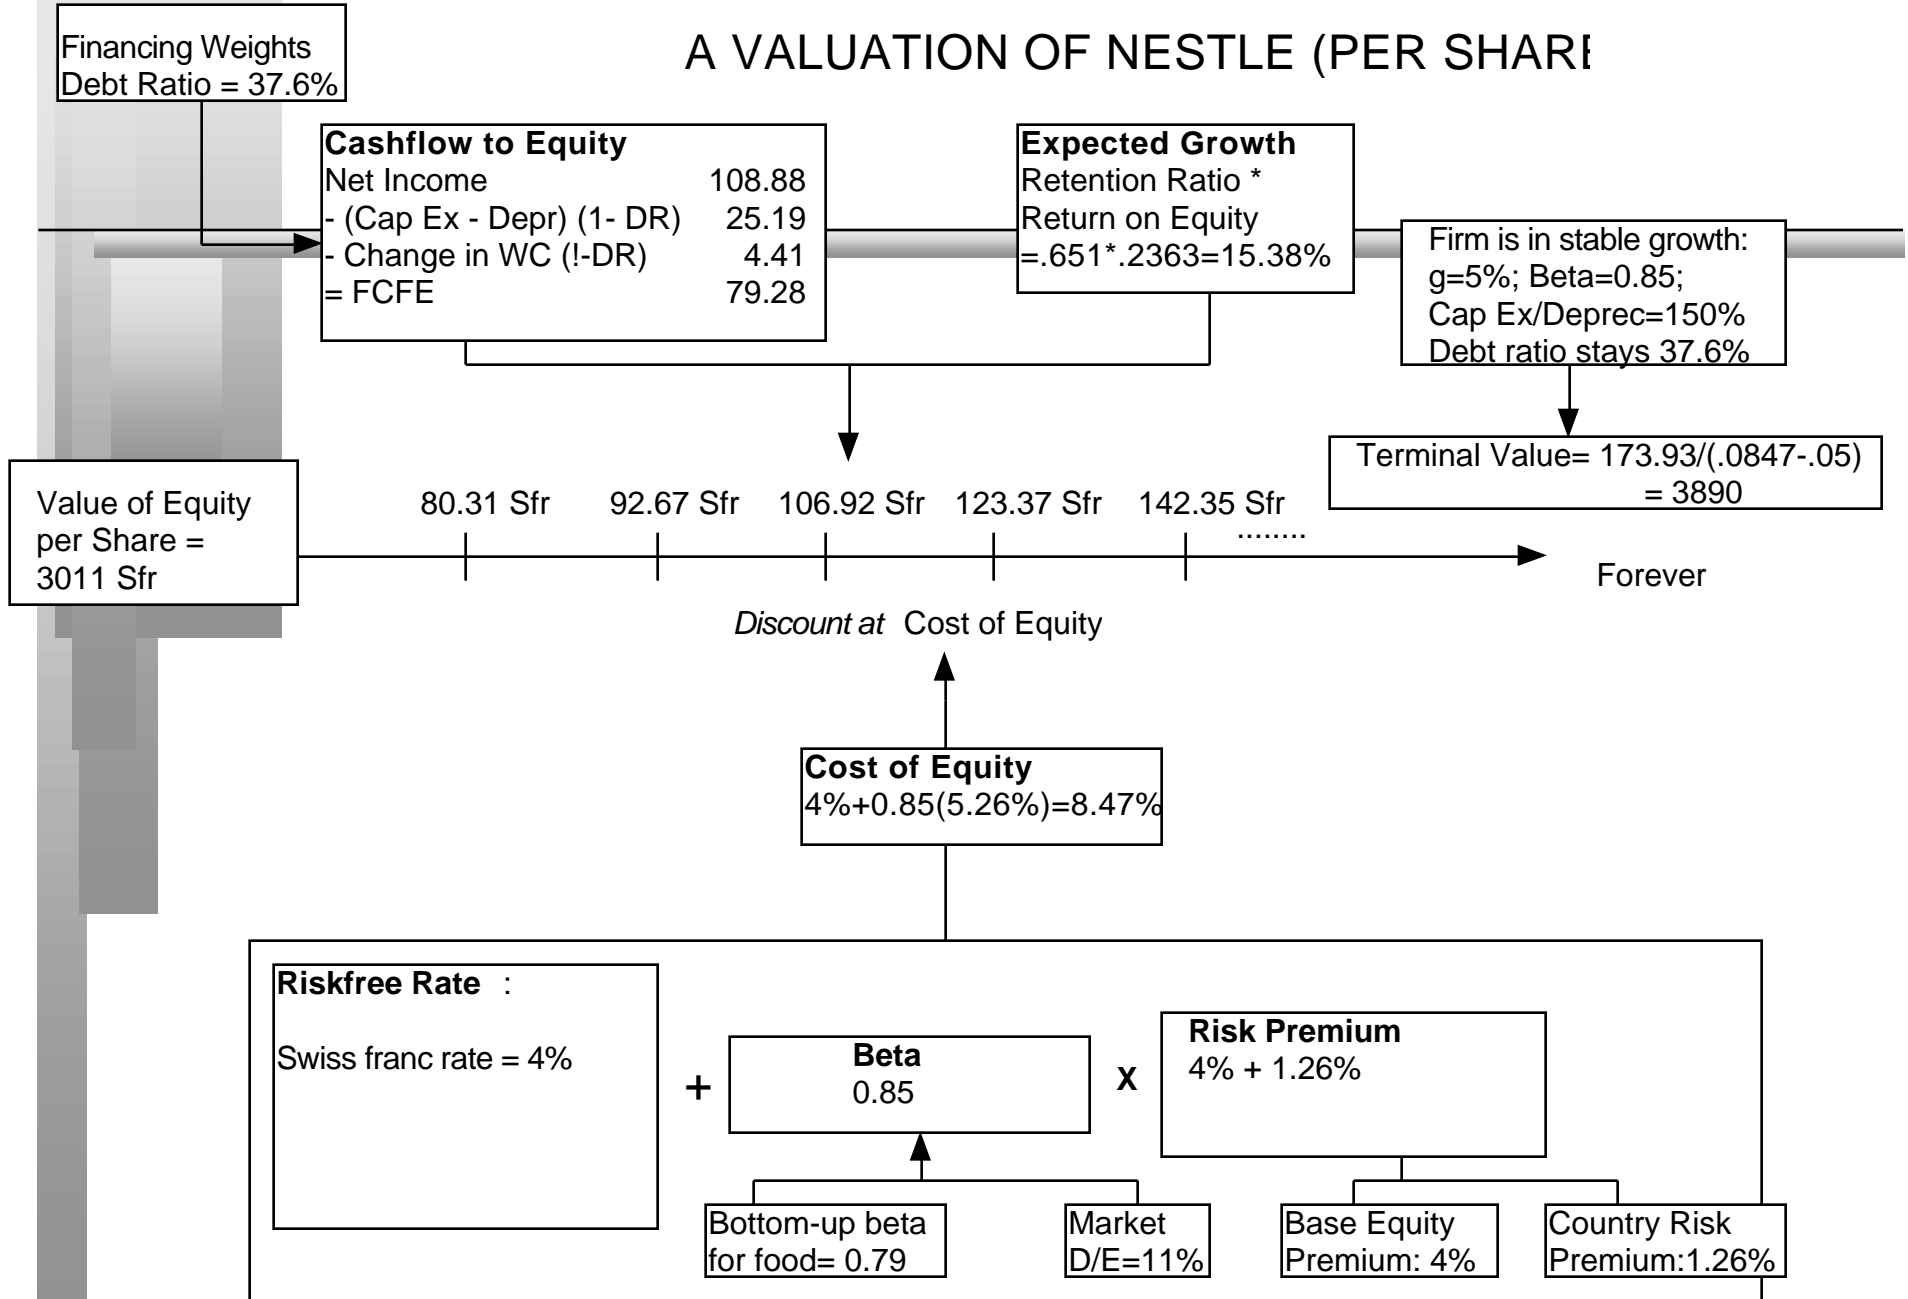 Financing Weights
Debt Ratio = 37.6%
A VALUATION OF NESTLE (PER SHARE
Cashflow to Equity
Net Income 108.88
- (Cap Ex - Depr) (1- DR) 25.19
- Change in WC (!-DR) 4.41
= FCFE 79.28
Expected Growth
Retention Ratio *
Return on Equity
=.651*.2363=15.38%
Firm is in stable growth:
g=5%; Beta=0.85;
Cap Ex/Deprec=150%
Debt ratio stays 37.6%
Terminal Value= 173.93/(.0847-.05)
= 3890
Value of Equity
per Share =
3011 Sfr
80.31 Sfr 92.67 Sfr 106.92 Sfr 123.37 Sfr 142.35 Sfr
........
Forever
Discount at Cost of Equity
Cost of Equity
4%+0.85(5.26%)=8.47%
Riskfree Rate :
Swiss franc rate = 4%
+
Beta
0.85
X
Risk Premium
4% + 1.26%
Bottom-up beta
for food= 0.79
Market
D/E=11%
Base Equity
Premium: 4%
Country Risk
Premium:1.26%